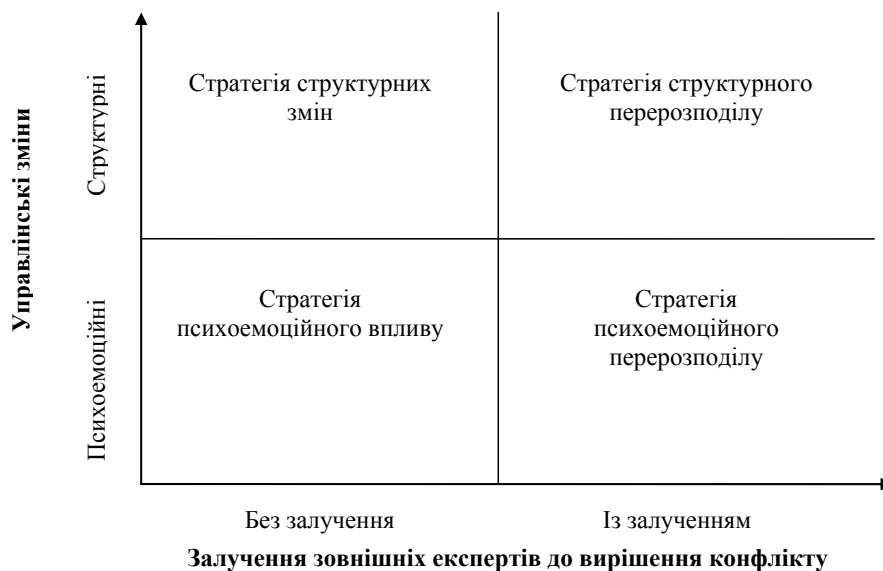 Управлінські зміни
Структурні
Стратегія структурних
змін
Стратегія структурного
перерозподілу
Психоемоційні
Стратегія
психоемоційного впливу
Стратегія
психоемоційного
перерозподілу
Без залучення
Із залученням
Залучення зовнішніх експертів до вирішення конфлікту